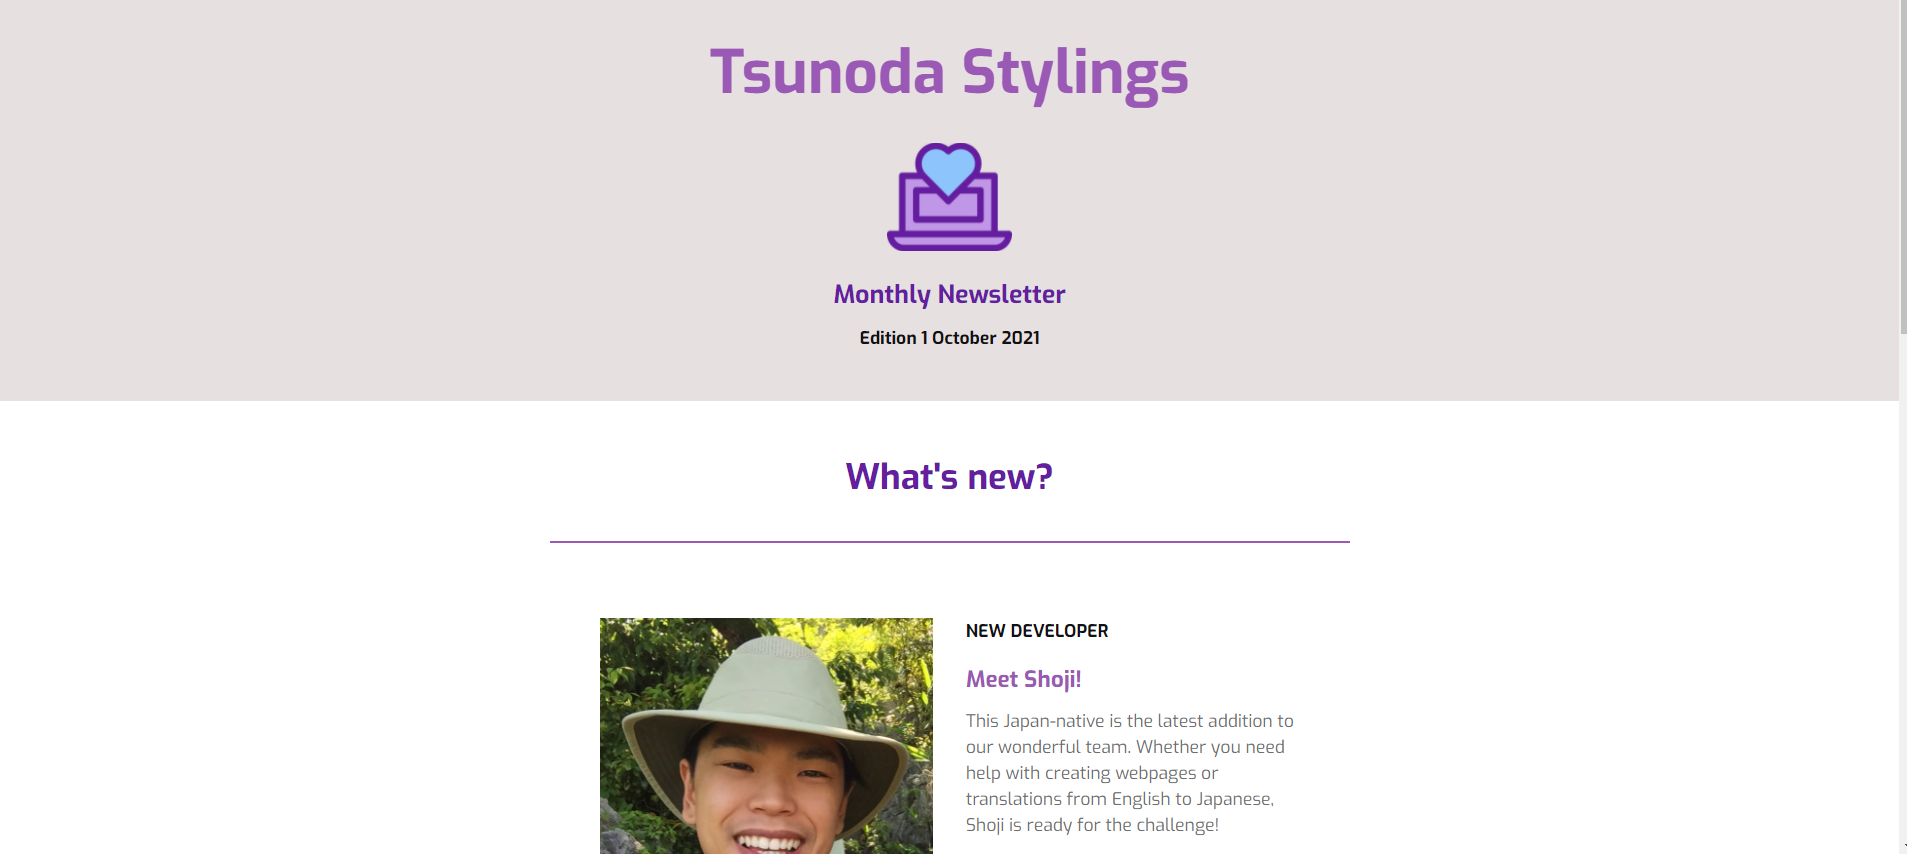 Tsunoda Stylings
Monthly Newsletter
Edition 1 October 2021
What's new?
NEW DEVELOPER
Meet Shoji!
This Japan-native is the latest addition to
our wonderful team. Whether you need
help with creating webpages or
translations from English to Japanese,
Shoji is ready for the challenge!